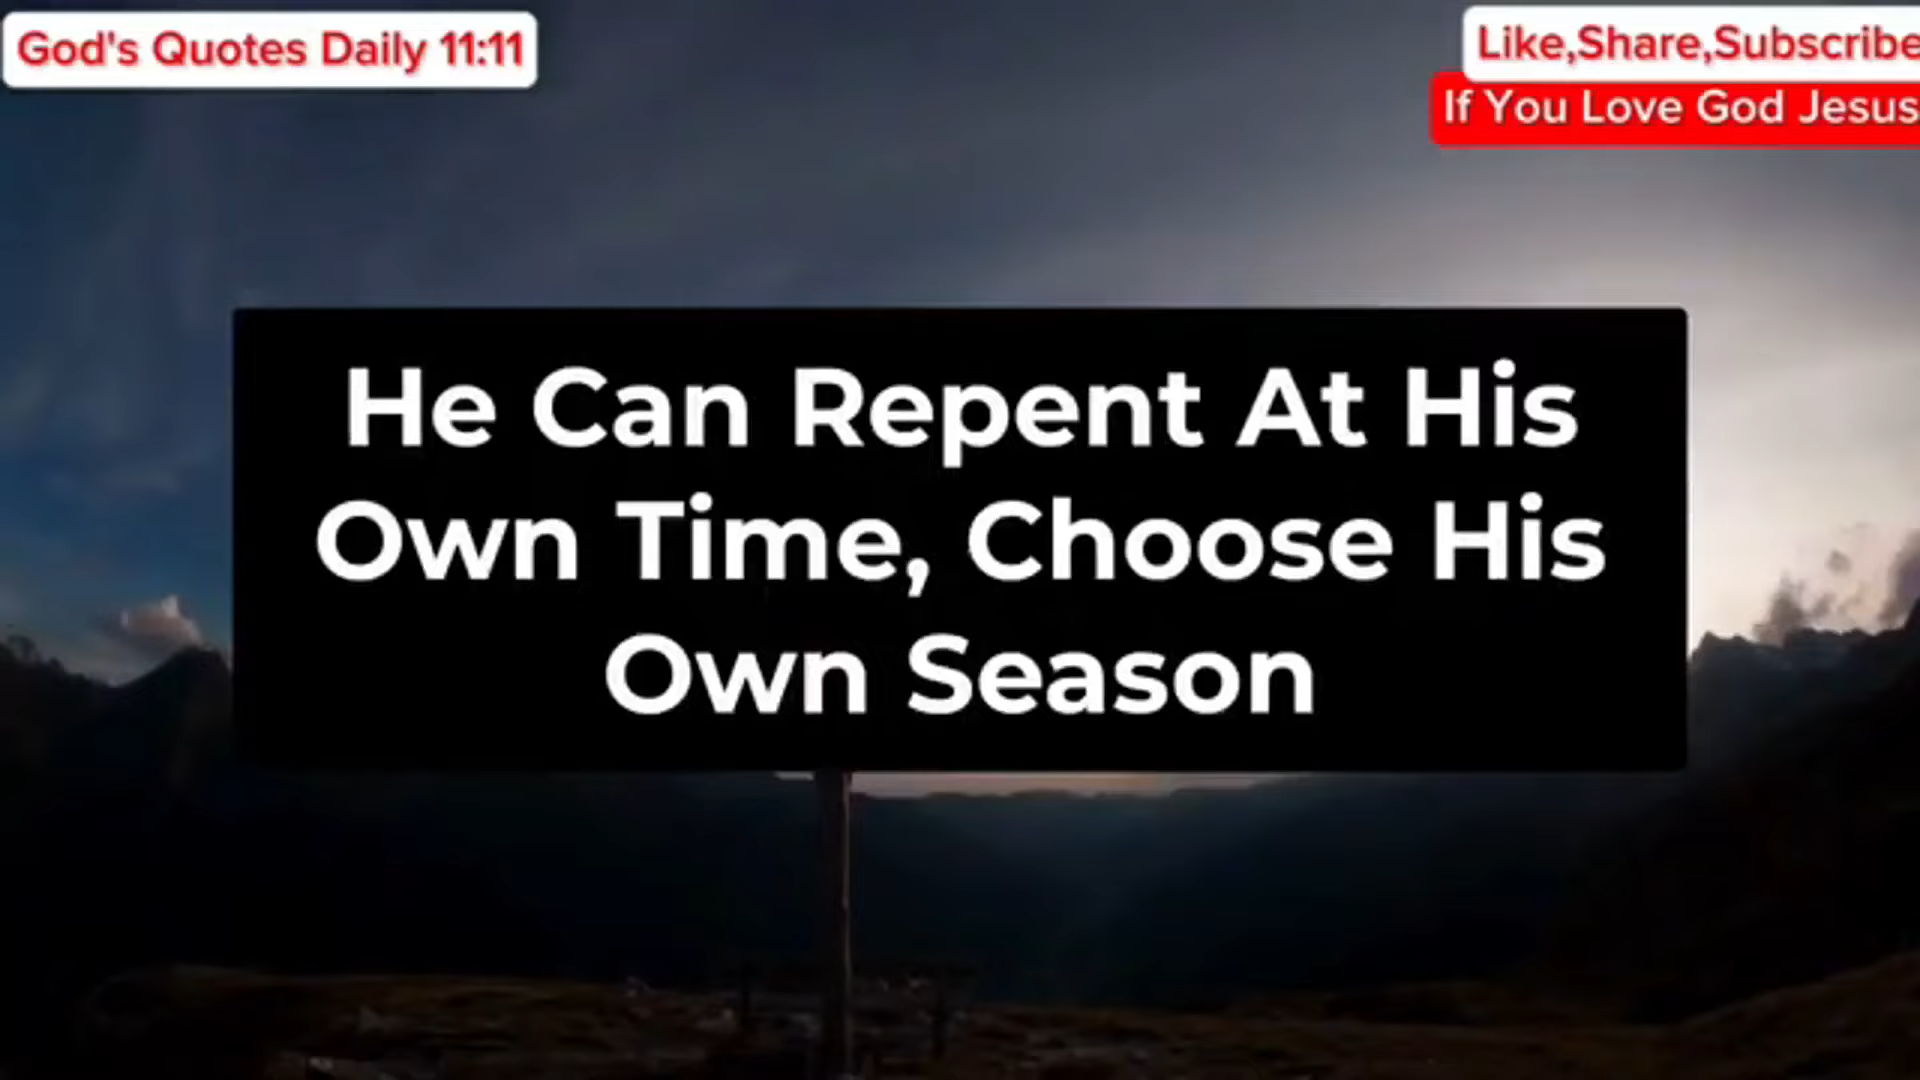 God's Quotes Daily 11:11
Like,Share,Subscribe
If You Love God Jesus
He Can Repent At His
Own Time, Choose His
Own Season